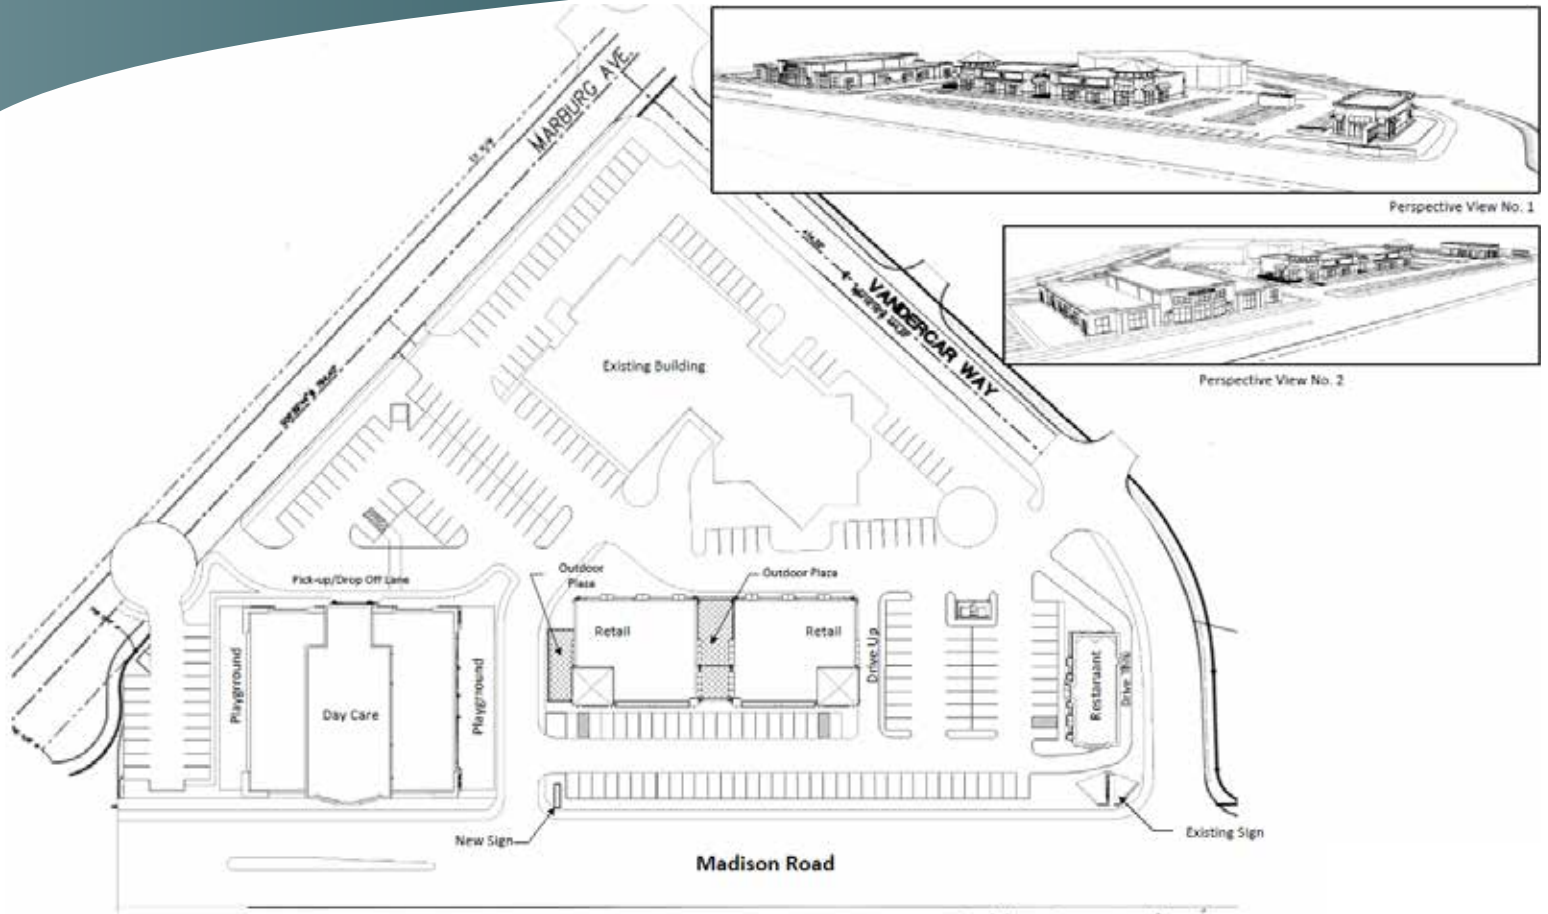 MARBURG AVE.
Perspective View No. 1
VANDERCAR WAY
Perspective View No. 2
Existing Building
Pick-up/Drop Off Lane
Outdoor
Plaza
Outdoor Plaza
Retail
Retail
Drive Up
Playground
Day Care
Playground
Restaranant
Drive Thru
New Sign
Existing Sign
Madison Road